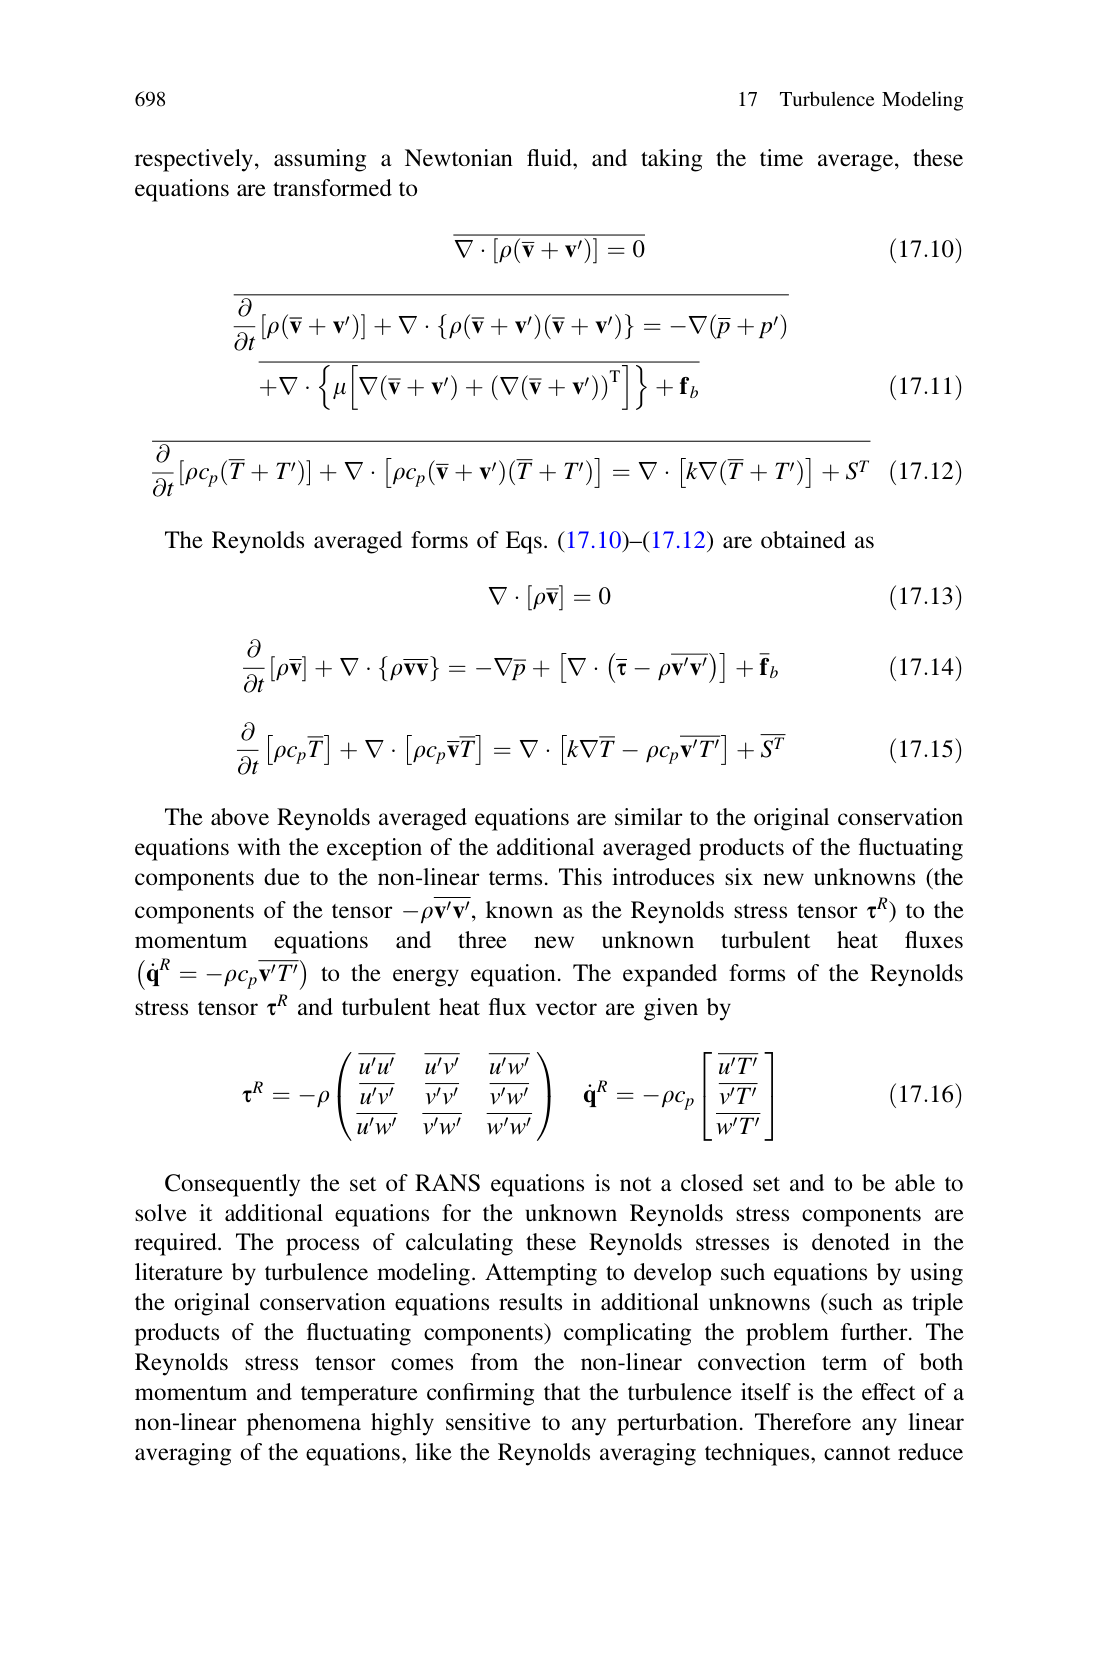 698 17 Turbulence Modeling
respectively, assuming a Newtonian fluid, and taking the time average, these
equations are transformed to
$$\overline{\nabla \cdot [\rho(\overline{\mathbf{v}} + \mathbf{v}')] = 0}$$ (17.10)
$$\overline{\frac{\partial}{\partial t}[\rho(\overline{\mathbf{v}} + \mathbf{v}')] + \nabla \cdot \{\rho(\overline{\mathbf{v}} + \mathbf{v}')(\overline{\mathbf{v}} + \mathbf{v}')\} = -\nabla(\overline{p} + p')}$$
$$\overline{+\nabla \cdot \left\{\mu\left[\nabla(\overline{\mathbf{v}} + \mathbf{v}') + (\nabla(\overline{\mathbf{v}} + \mathbf{v}'))^{\mathrm{T}}\right]\right\} + \mathbf{f}_b}$$ (17.11)
$$\overline{\frac{\partial}{\partial t}[\rho c_p(\overline{T} + T')] + \nabla \cdot [\rho c_p(\overline{\mathbf{v}} + \mathbf{v}')(\overline{T} + T')] = \nabla \cdot [k\nabla(\overline{T} + T')] + S^T}$$ (17.12)
The Reynolds averaged forms of Eqs. (17.10)–(17.12) are obtained as
$$\nabla \cdot [\rho\overline{\mathbf{v}}] = 0$$ (17.13)
$$\frac{\partial}{\partial t}[\rho\overline{\mathbf{v}}] + \nabla \cdot \{\rho\overline{\mathbf{v}}\overline{\mathbf{v}}\} = -\nabla\overline{p} + \left[\nabla \cdot \left(\overline{\boldsymbol{\tau}} - \rho\overline{\mathbf{v}'\mathbf{v}'}\right)\right] + \overline{\mathbf{f}}_b$$ (17.14)
$$\frac{\partial}{\partial t}\left[\rho c_p\overline{T}\right] + \nabla \cdot \left[\rho c_p\overline{\mathbf{v}}\overline{T}\right] = \nabla \cdot \left[k\nabla\overline{T} - \rho c_p\overline{\mathbf{v}'T'}\right] + \overline{S^T}$$ (17.15)
The above Reynolds averaged equations are similar to the original conservation
equations with the exception of the additional averaged products of the fluctuating
components due to the non-linear terms. This introduces six new unknowns (the
components of the tensor $-\rho\overline{\mathbf{v}'\mathbf{v}'}$, known as the Reynolds stress tensor $\boldsymbol{\tau}^R$) to the
momentum equations and three new unknown turbulent heat fluxes
$\left(\dot{\mathbf{q}}^R = -\rho c_p\overline{\mathbf{v}'T'}\right)$ to the energy equation. The expanded forms of the Reynolds
stress tensor $\boldsymbol{\tau}^R$ and turbulent heat flux vector are given by
$$\boldsymbol{\tau}^R = -\rho\begin{pmatrix} \overline{u'u'} & \overline{u'v'} & \overline{u'w'} \\ \overline{u'v'} & \overline{v'v'} & \overline{v'w'} \\ \overline{u'w'} & \overline{v'w'} & \overline{w'w'} \end{pmatrix} \quad \dot{\mathbf{q}}^R = -\rho c_p\begin{bmatrix} \overline{u'T'} \\ \overline{v'T'} \\ \overline{w'T'} \end{bmatrix}$$ (17.16)
Consequently the set of RANS equations is not a closed set and to be able to
solve it additional equations for the unknown Reynolds stress components are
required. The process of calculating these Reynolds stresses is denoted in the
literature by turbulence modeling. Attempting to develop such equations by using
the original conservation equations results in additional unknowns (such as triple
products of the fluctuating components) complicating the problem further. The
Reynolds stress tensor comes from the non-linear convection term of both
momentum and temperature confirming that the turbulence itself is the effect of a
non-linear phenomena highly sensitive to any perturbation. Therefore any linear
averaging of the equations, like the Reynolds averaging techniques, cannot reduce